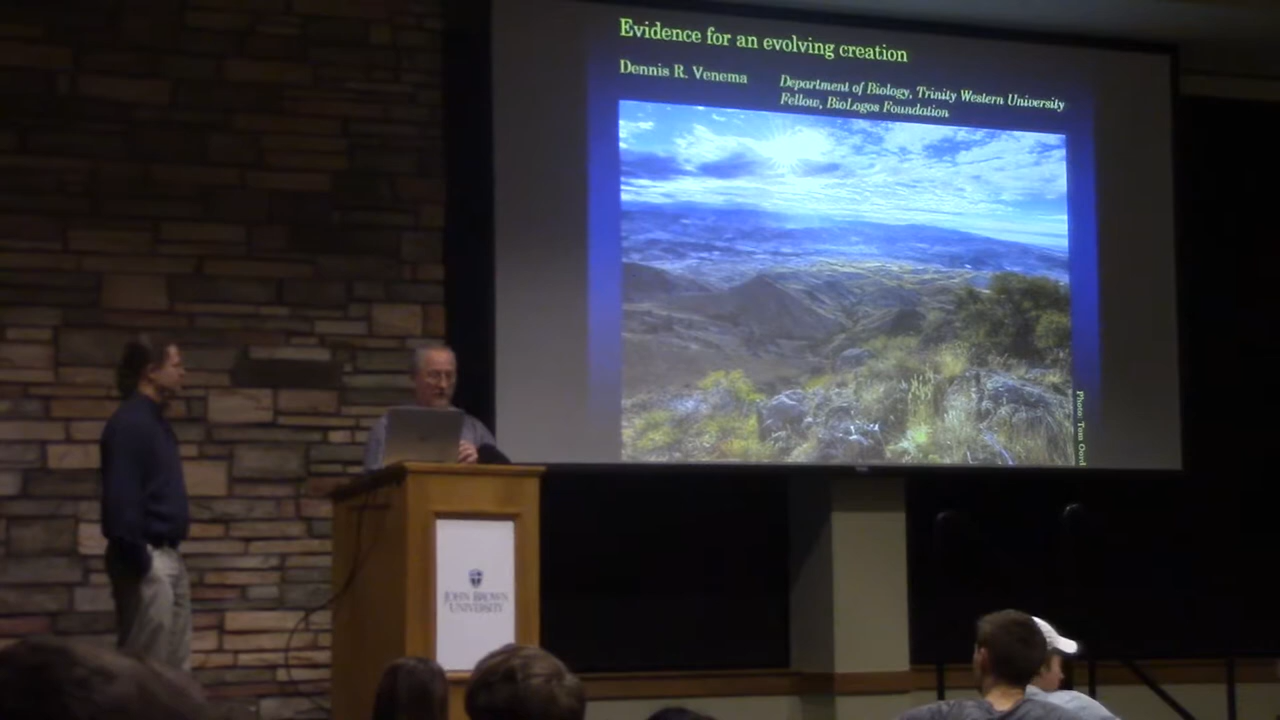 Evidence for an evolving creation
Dennis R. Venema
Department of Biology, Trinity Western University
Fellow, BioLogos Foundation
Photo: Tom Oord
JOHN BROWN
UNIVERSITY